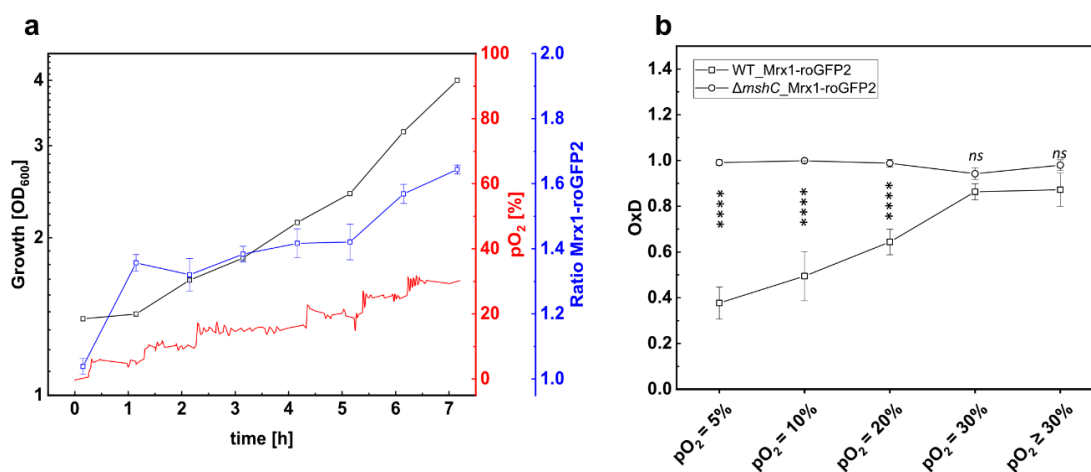 a
Growth [OD600]
4
3
2
1
0
1
2
3
4
5
6
7
time [h]
100
80
60
40
20
0
pO2 [%]
2.0
1.8
1.6
1.4
1.2
1.0
Ratio Mrx1-roGFP2
b
OxD
1.4
1.2
1.0
0.8
0.6
0.4
0.2
0.0
WT_Mrx1-roGFP2
ΔmshC_Mrx1-roGFP2
****
****
****
ns
ns
pO2 = 5%
pO2 = 10%
pO2 = 20%
pO2 = 30%
pO2 ≥ 30%